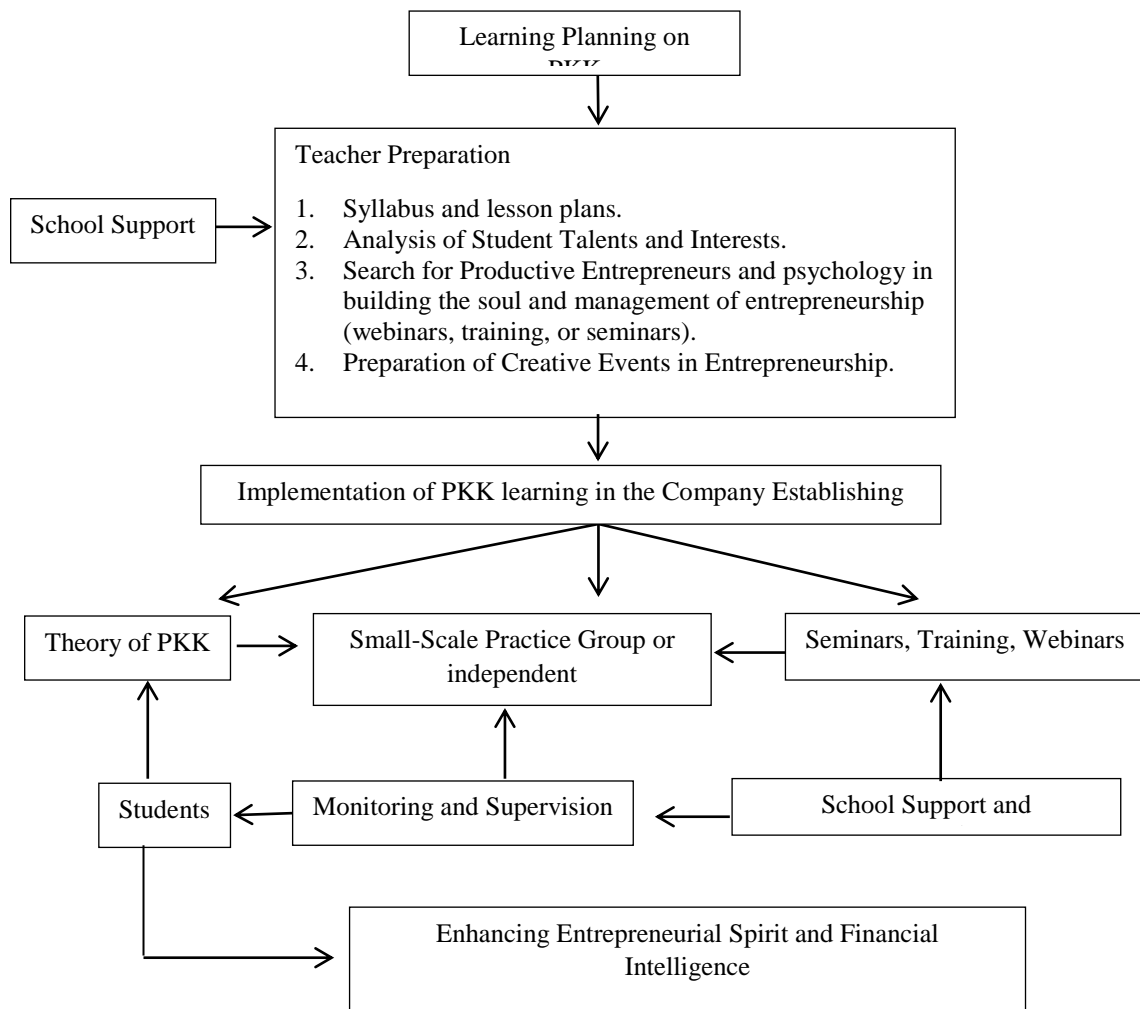 Learning Planning on
Teacher Preparation
1. Syllabus and lesson plans.
School Support
2. Analysis of Student Talents and Interests.
3. Search for Productive Entrepreneurs and psychology in
building the soul and management of entrepreneurship
(webinars, training, or seminars).
4. Preparation of Creative Events in Entrepreneurship.
Implementation of PKK learning in the Company Establishing
Theory of PKK
Small-Scale Practice Group or
independent
Seminars, Training, Webinars
Students
Monitoring and Supervision
School Support and
Enhancing Entrepreneurial Spirit and Financial
Intelligence